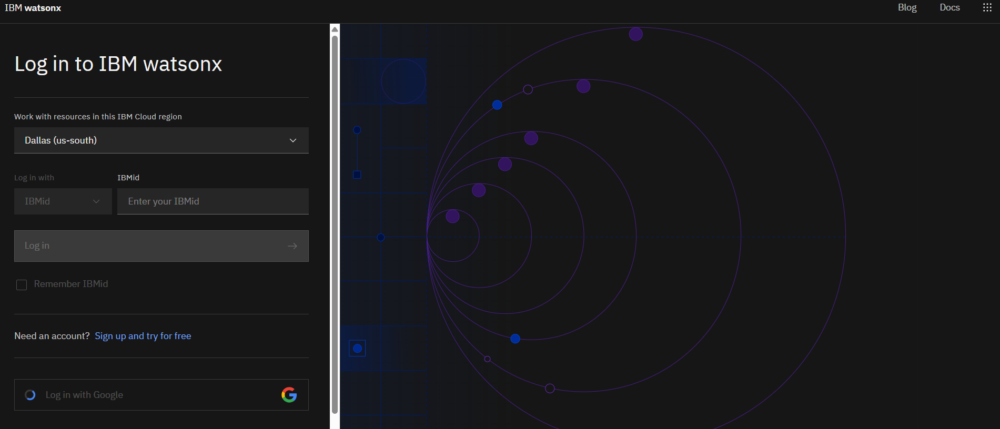 IBM watsonx
Blog
Docs
Log in to IBM watsonx
Work with resources in this IBM Cloud region
Dallas (us-south)
Log in with
IBMid
IBMid
Enter your IBMid
Log in
Remember IBMid
Need an account? Sign up and try for free
Log in with Google